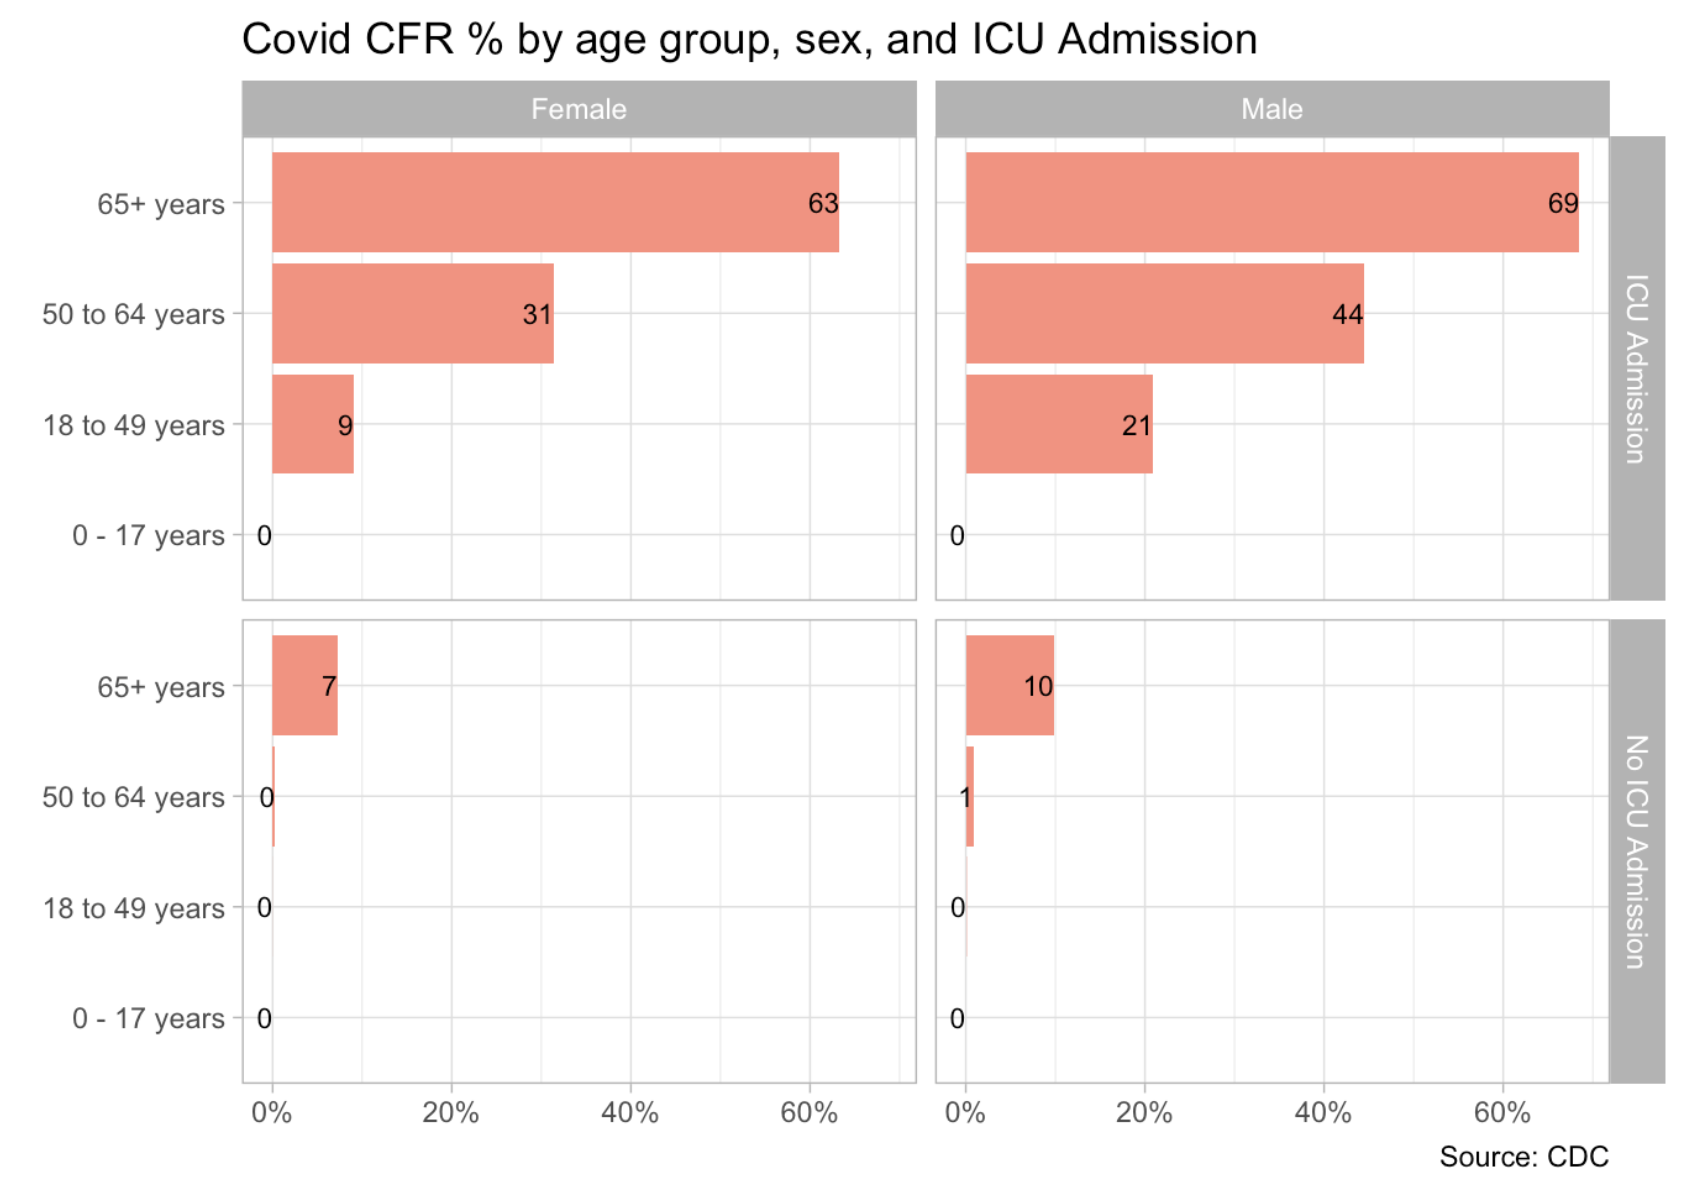 Covid CFR % by age group, sex, and ICU Admission
Female
Male
65+ years
63
69
50 to 64 years
31
44
18 to 49 years
9
21
0 - 17 years
0
0
ICU Admission
65+ years
7
10
50 to 64 years
0
1
18 to 49 years
0
0
0 - 17 years
0
0
No ICU Admission
0%
20%
40%
60%
0%
20%
40%
60%
Source: CDC